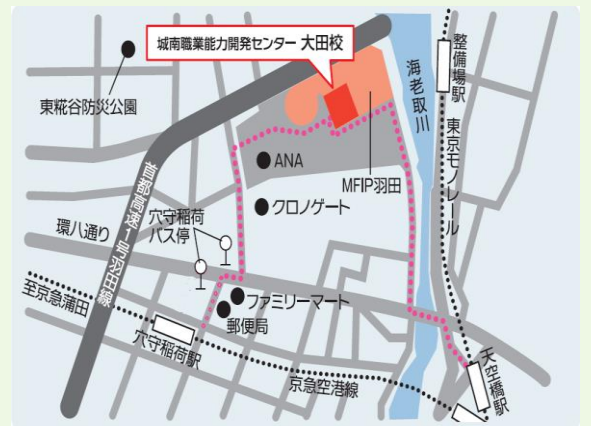 城南職業能力開発センター 大田校
東糀谷防災公園
整備場駅
海老取川
東京モノレール
ANA
MFIP羽田
クロノゲート
首都高速1号羽田線
穴守稲荷
バス停
環八通り
至京急蒲田
ファミリーマート
郵便局
穴守稲荷駅
京急空港線
天空橋駅